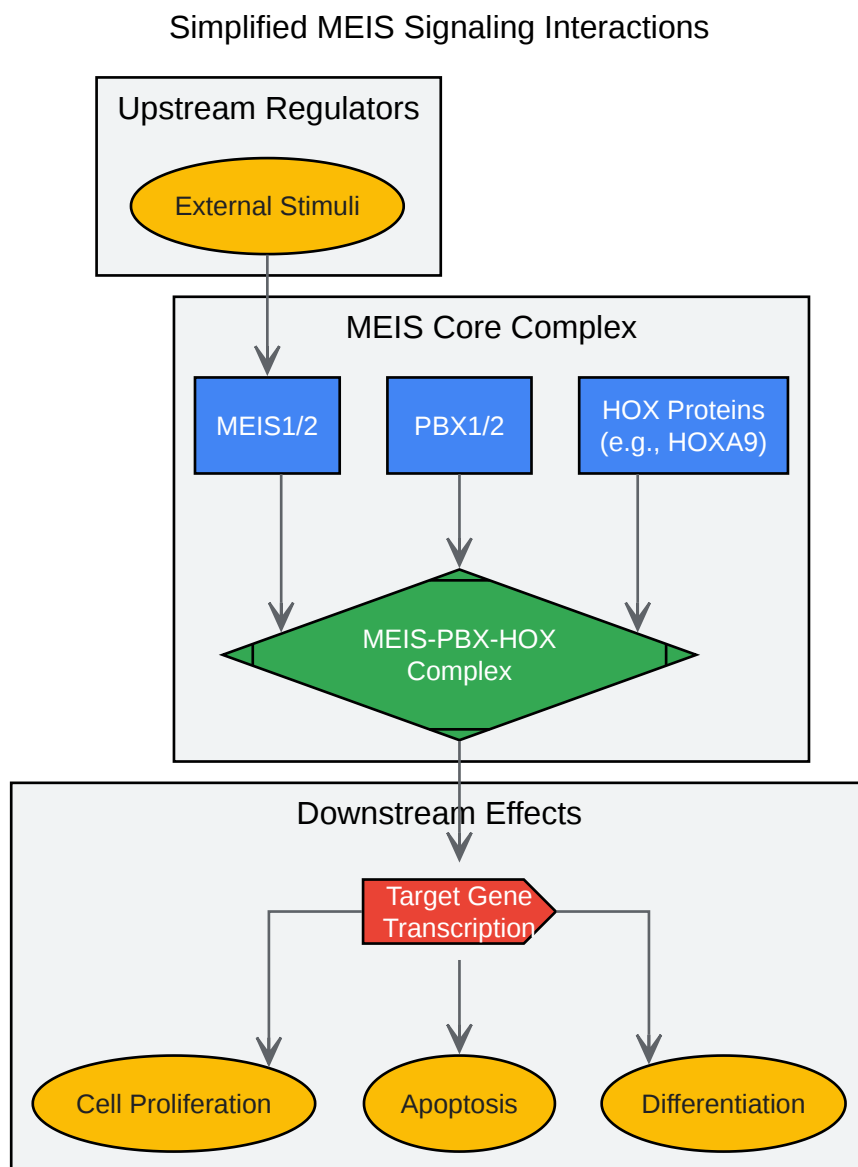 Simplified MEIS Signaling Interactions
Upstream Regulators
External Stimuli
MEIS Core Complex
MEIS1/2
PBX1/2
HOX Proteins
(e.g., HOXA9)
MEIS-PBX-HOX
Complex
Downstream Effects
Target Gene
Transcription
Cell Proliferation
Apoptosis
Differentiation